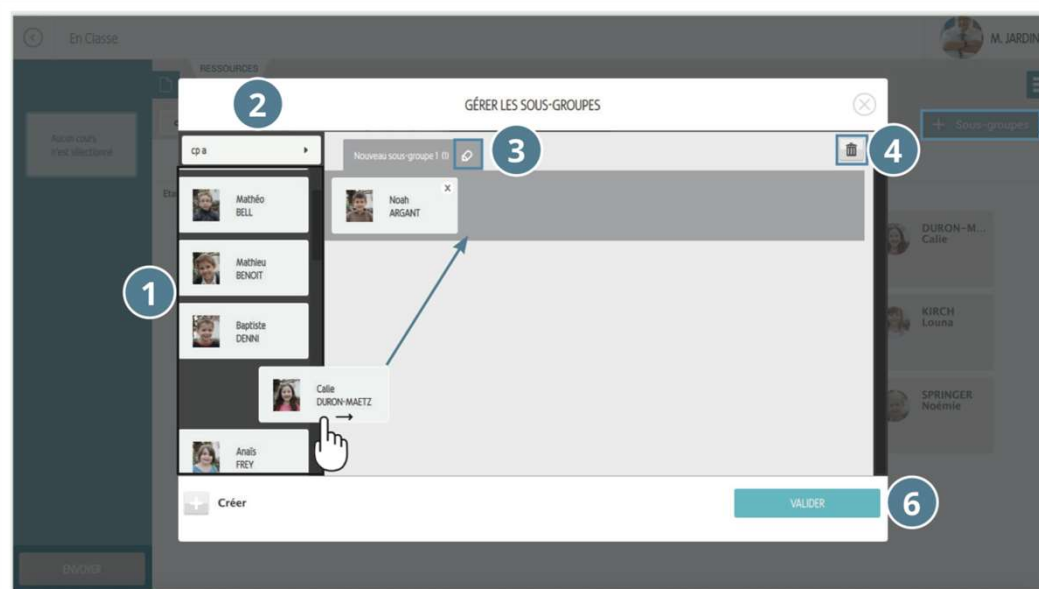 En Classe
M. JARDIN
RESSOURCES
2
GÉRER LES SOUS-GROUPES
+ Sous-groupes
Aucun cours
n'est sélectionné
cp a
Nouveau sous-groupe 1 (1)
3
4
Mathéo
BELL
x
Noah
ARGANT
DURON-M...
Calie
Mathieu
BENOIT
1
KIRCH
Louna
Baptiste
DENNI
Calie
DURON-MAETZ
SPRINGER
Noémie
Anaïs
FREY
+ Créer
VALIDER
6
ENVOYER